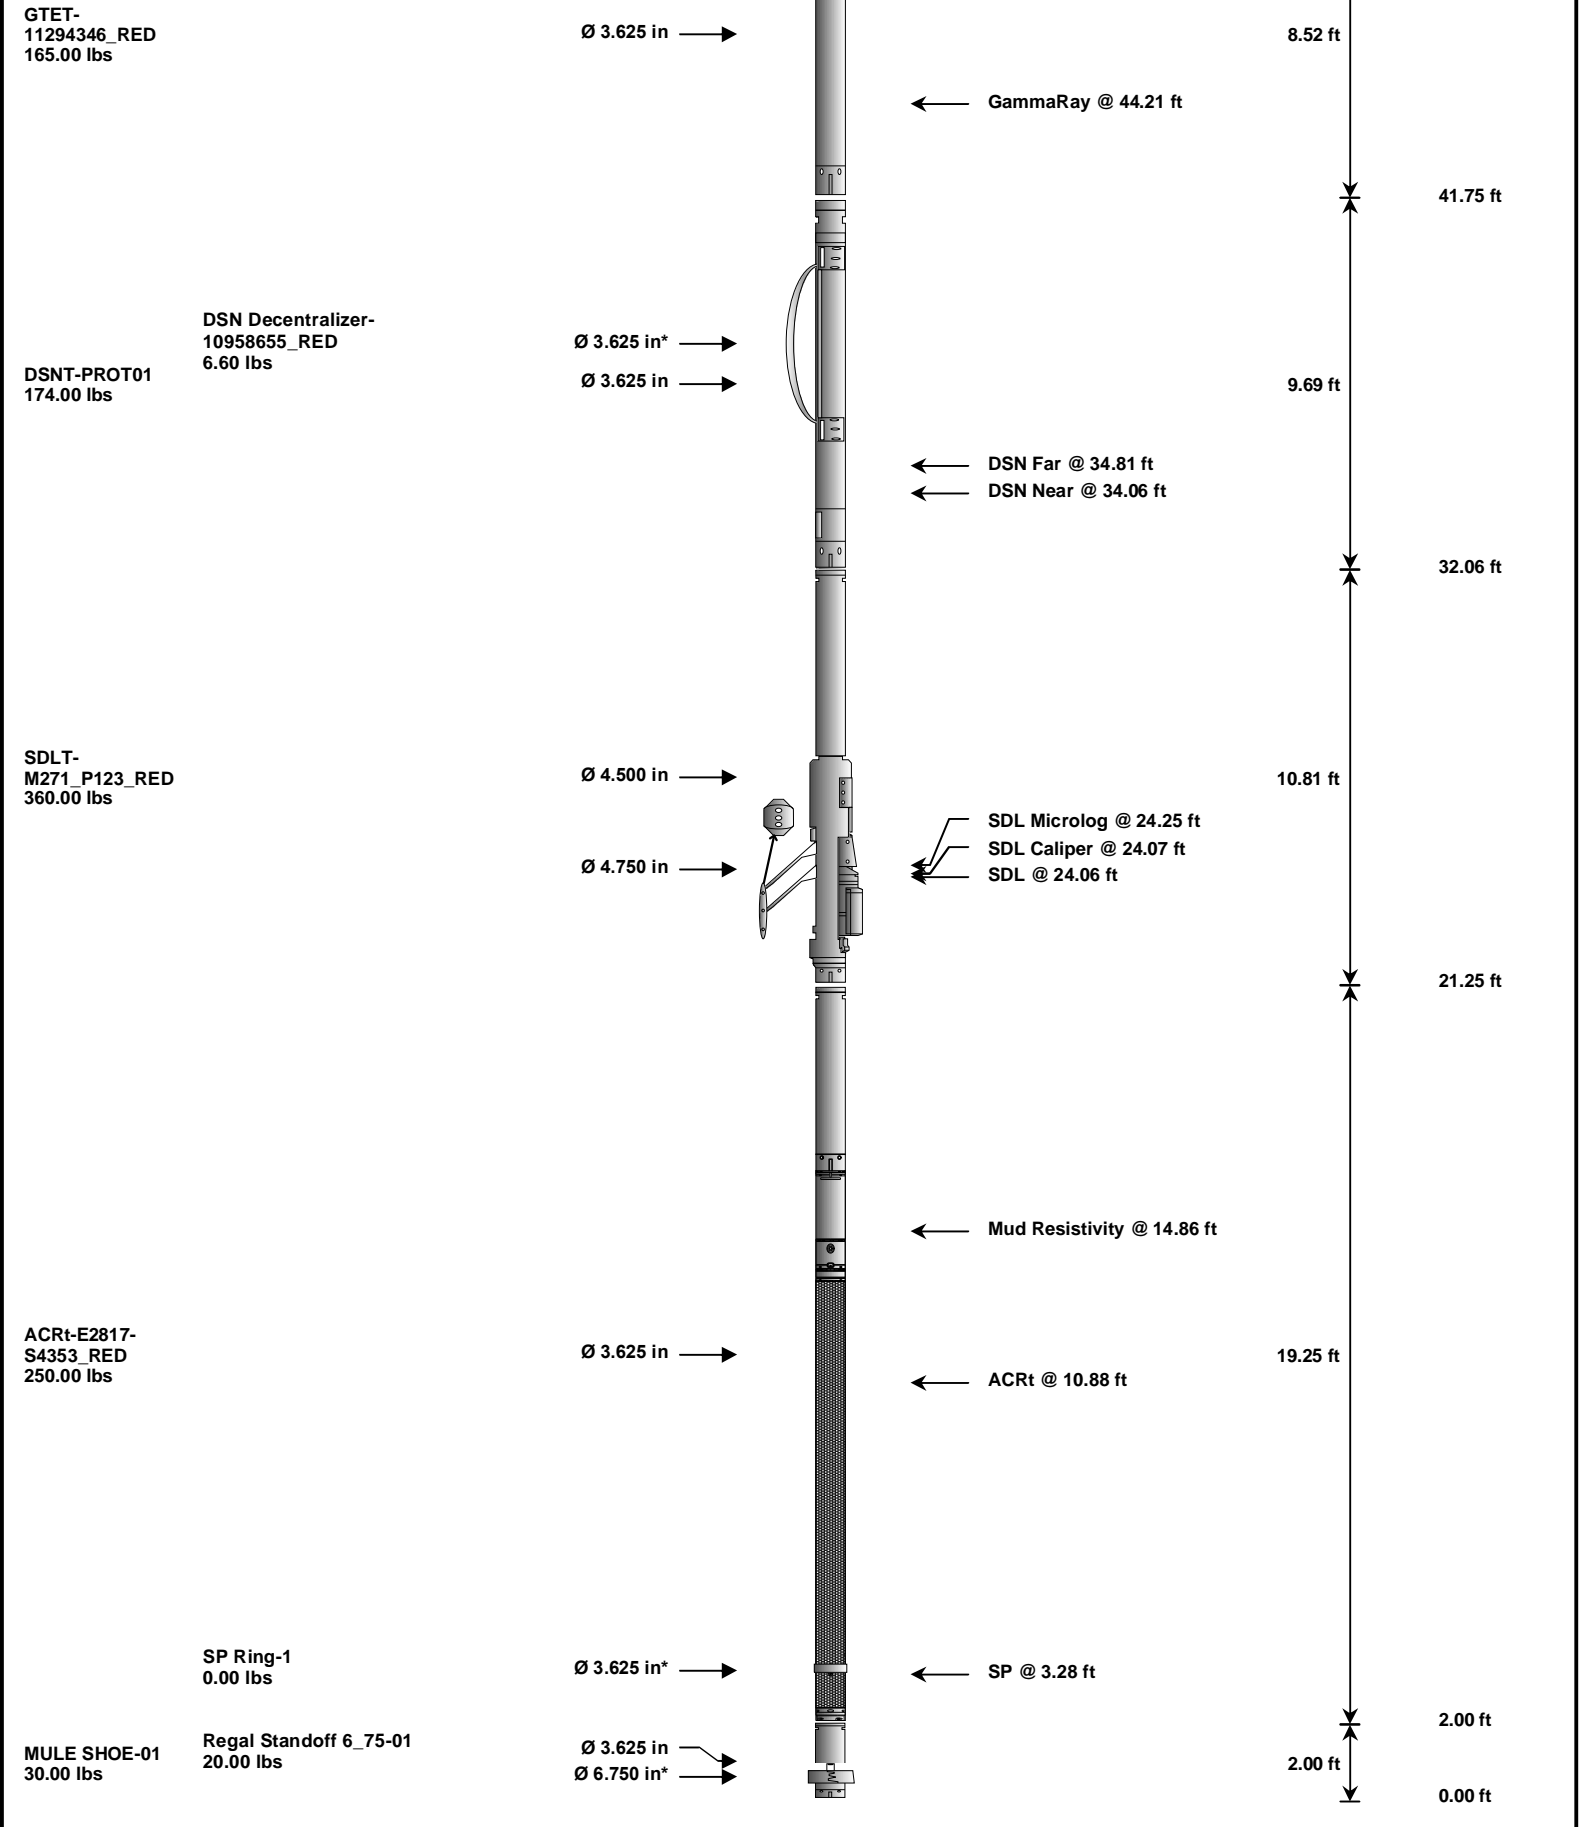 GTET-
11294346_RED
165.00 lbs
Ø 3.625 in
8.52 ft
GammaRay @ 44.21 ft
41.75 ft
DSN Decentralizer-
10958655_RED
6.60 lbs
Ø 3.625 in*
DSNT-PROT01
174.00 lbs
Ø 3.625 in
9.69 ft
DSN Far @ 34.81 ft
DSN Near @ 34.06 ft
32.06 ft
SDLT-
M271_P123_RED
360.00 lbs
Ø 4.500 in
10.81 ft
SDL Microlog @ 24.25 ft
SDL Caliper @ 24.07 ft
Ø 4.750 in
SDL @ 24.06 ft
21.25 ft
Mud Resistivity @ 14.86 ft
ACRt-E2817-
S4353_RED
250.00 lbs
Ø 3.625 in
19.25 ft
ACRt @ 10.88 ft
SP Ring-1
0.00 lbs
Ø 3.625 in*
SP @ 3.28 ft
2.00 ft
Regal Standoff 6_75-01
20.00 lbs
MULE SHOE-01
30.00 lbs
Ø 3.625 in
Ø 6.750 in*
2.00 ft
0.00 ft